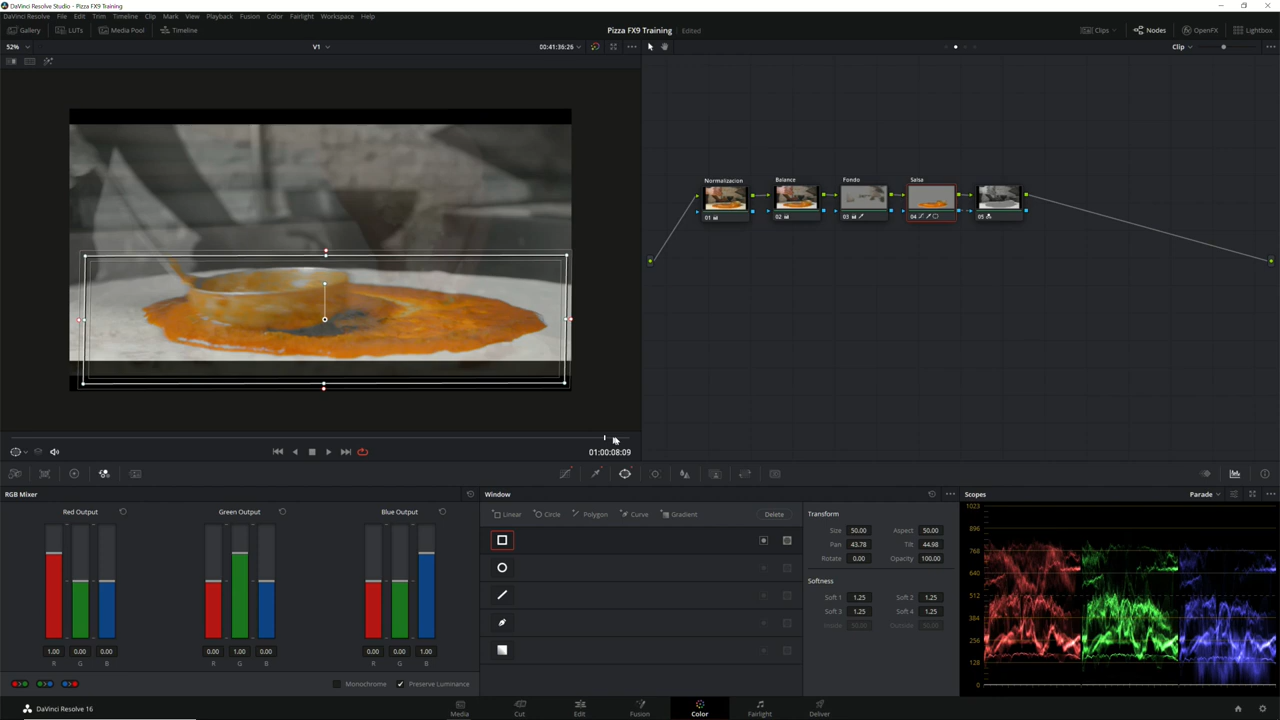 DaVinci Resolve Studio - Pizza FX9 Training
DaVinci Resolve File Edit Trim Timeline Clip Mark View Playback Fusion Color Fairlight Workspace Help
Gallery LUTs Media Pool Timeline Pizza FX9 Training Edited Clips Nodes OpenFX Lightbox
52% V1 00:41:36:26 Clip
Normalizacion Balance Fondo Salsa
01 02 03 04 05
01:00:08:09
RGB Mixer Window Scopes Parade
Red Output Green Output Blue Output
Linear Circle Polygon Curve Gradient Delete
Transform
Size 50.00 Aspect 50.00
Pan 43.78 Tilt 44.98
Rotate 0.00 Opacity 100.00
Softness
Soft 1 1.25 Soft 2 1.25
Soft 3 1.25 Soft 4 1.25
Inside 50.00 Outside 50.00
1023
896
768
640
512
384
256
128
0
1.00 0.00 0.00 0.00 1.00 0.00 0.00 0.00 1.00
R G B R G B R G B
Monochrome Preserve Luminance
DaVinci Resolve 16 Media Cut Edit Fusion Color Fairlight Deliver